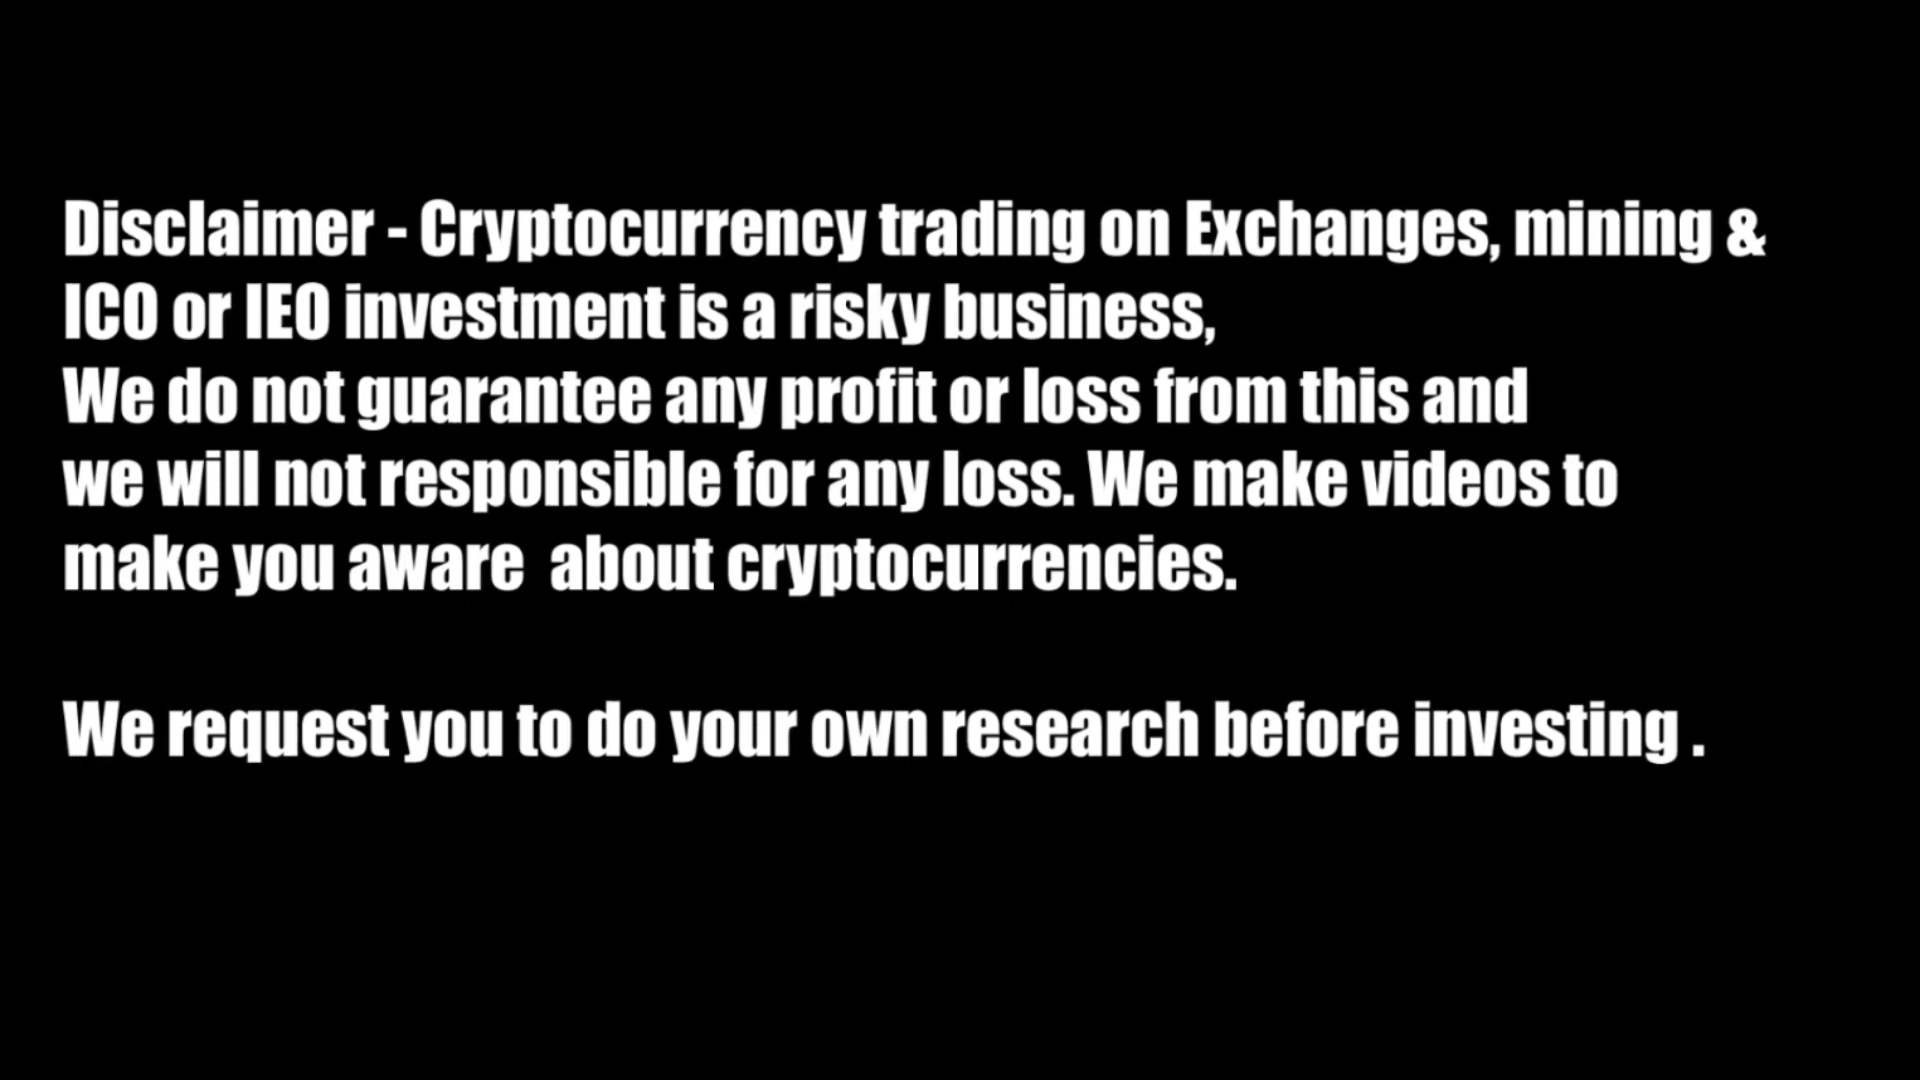 Disclaimer - Cryptocurrency trading on Exchanges, mining &
ICO or IEO investment is a risky business,
We do not guarantee any profit or loss from this and
we will not responsible for any loss. We make videos to
make you aware  about cryptocurrencies.
We request you to do your own research before investing .